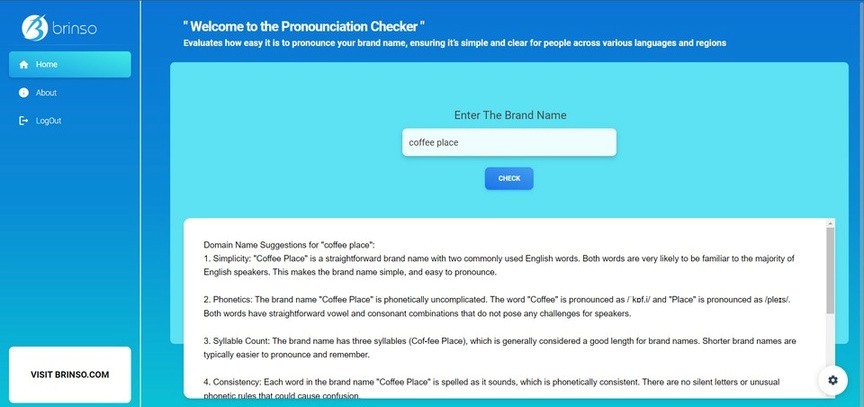 brinso
Home
About
LogOut
VISIT BRINSO.COM
" Welcome to the Pronounciation Checker "
Evaluates how easy it is to pronounce your brand name, ensuring it's simple and clear for people across various languages and regions
Enter The Brand Name
coffee place
CHECK
Domain Name Suggestions for "coffee place":
1. Simplicity: "Coffee Place" is a straightforward brand name with two commonly used English words. Both words are very likely to be familiar to the majority of
English speakers. This makes the brand name simple, and easy to pronounce.
2. Phonetics: The brand name "Coffee Place" is phonetically uncomplicated. The word "Coffee" is pronounced as /ˈkɒf.i/ and "Place" is pronounced as /pleɪs/.
Both words have straightforward vowel and consonant combinations that do not pose any challenges for speakers.
3. Syllable Count: The brand name has three syllables (Cof-fee Place), which is generally considered a good length for brand names. Shorter brand names are
typically easier to pronounce and remember.
4. Consistency: Each word in the brand name "Coffee Place" is spelled as it sounds, which is phonetically consistent. There are no silent letters or unusual
phonetic rules that could cause confusion.